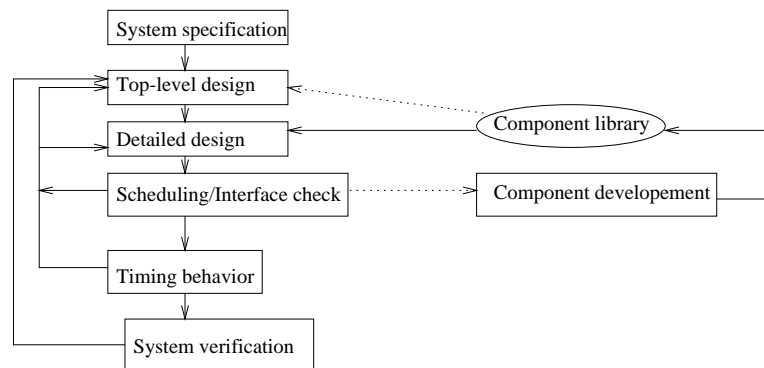 System specification
Top-level design
Component library
Detailed design
Scheduling/Interface check
Component developement
Timing behavior
System verification